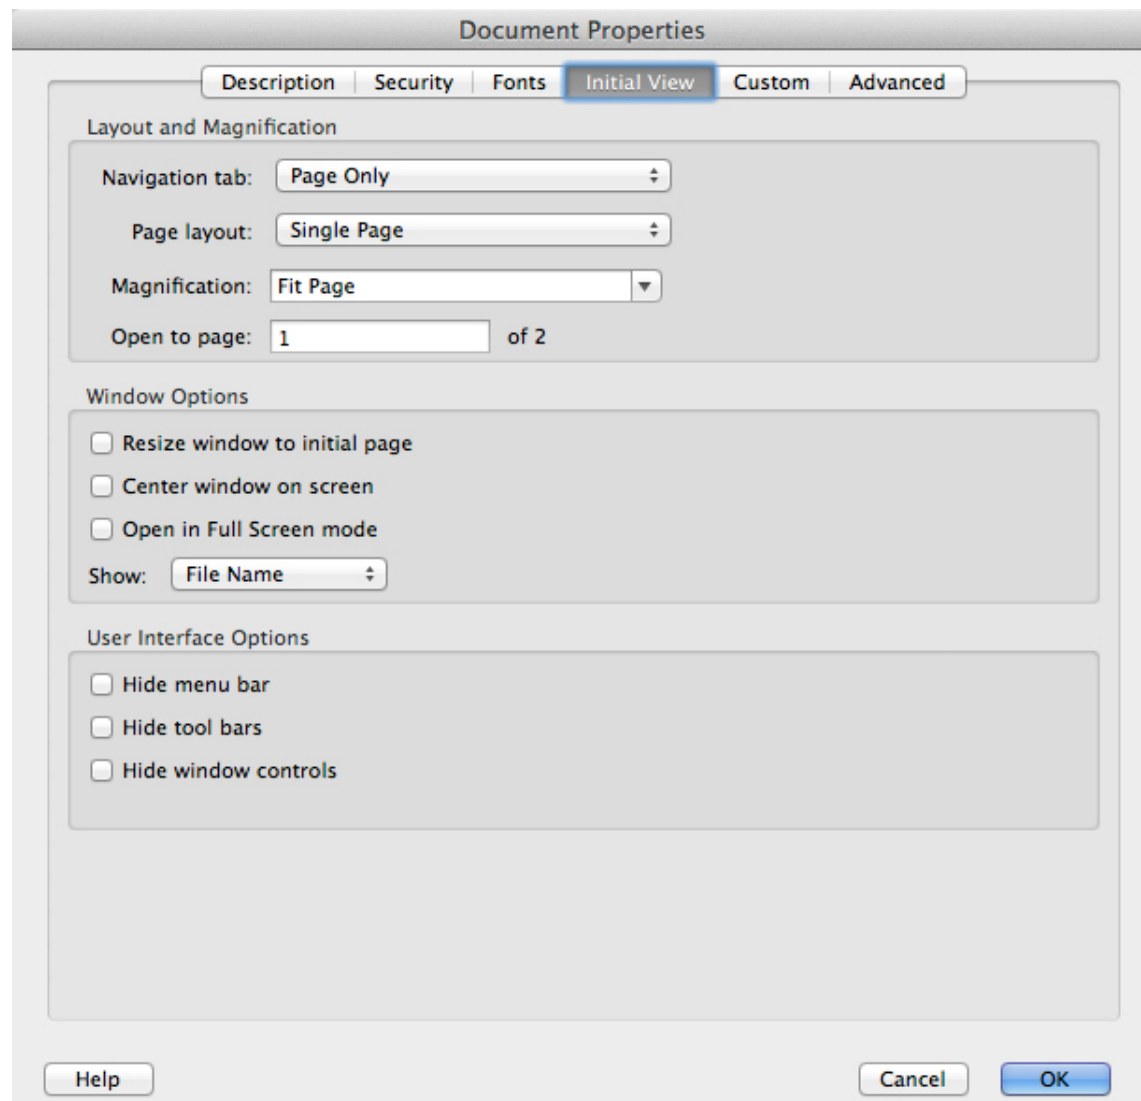 Document Properties
Description Security Fonts Initial View Custom Advanced
Layout and Magnification
Navigation tab: Page Only
Page layout: Single Page
Magnification: Fit Page
Open to page: 1 of 2
Window Options
Resize window to initial page
Center window on screen
Open in Full Screen mode
Show: File Name
User Interface Options
Hide menu bar
Hide tool bars
Hide window controls
Help Cancel OK